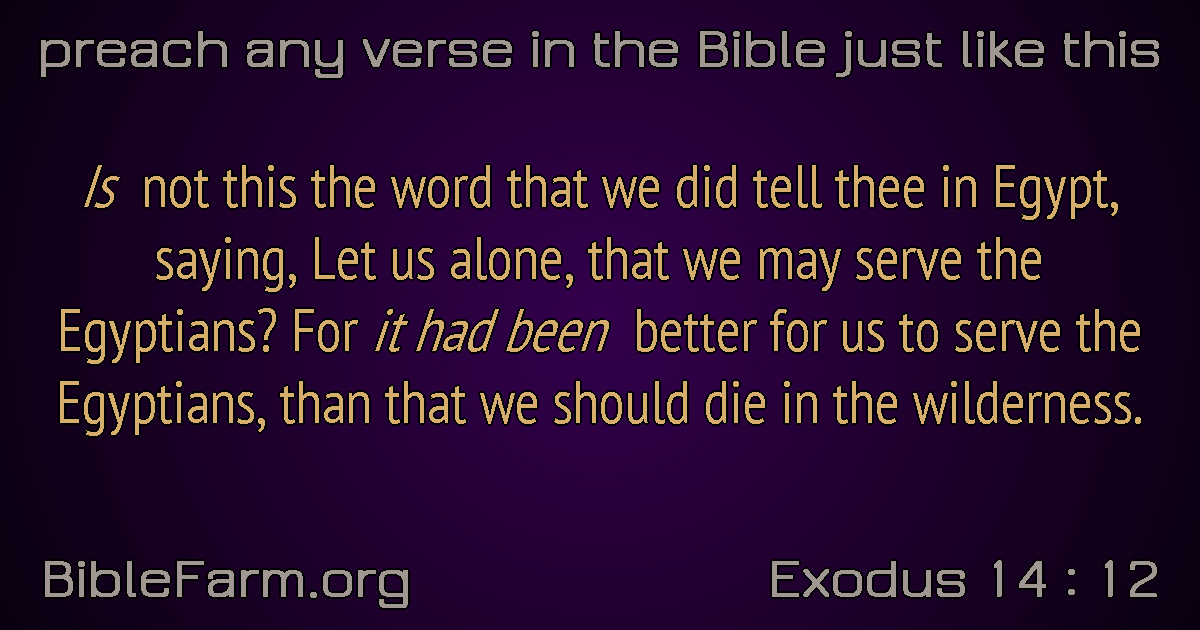 preach any verse in the Bible just like this
Is not this the word that we did tell thee in Egypt,
saying, Let us alone, that we may serve the
Egyptians? For it had been better for us to serve the
Egyptians, than that we should die in the wilderness.
BibleFarm.org
Exodus 14 : 12